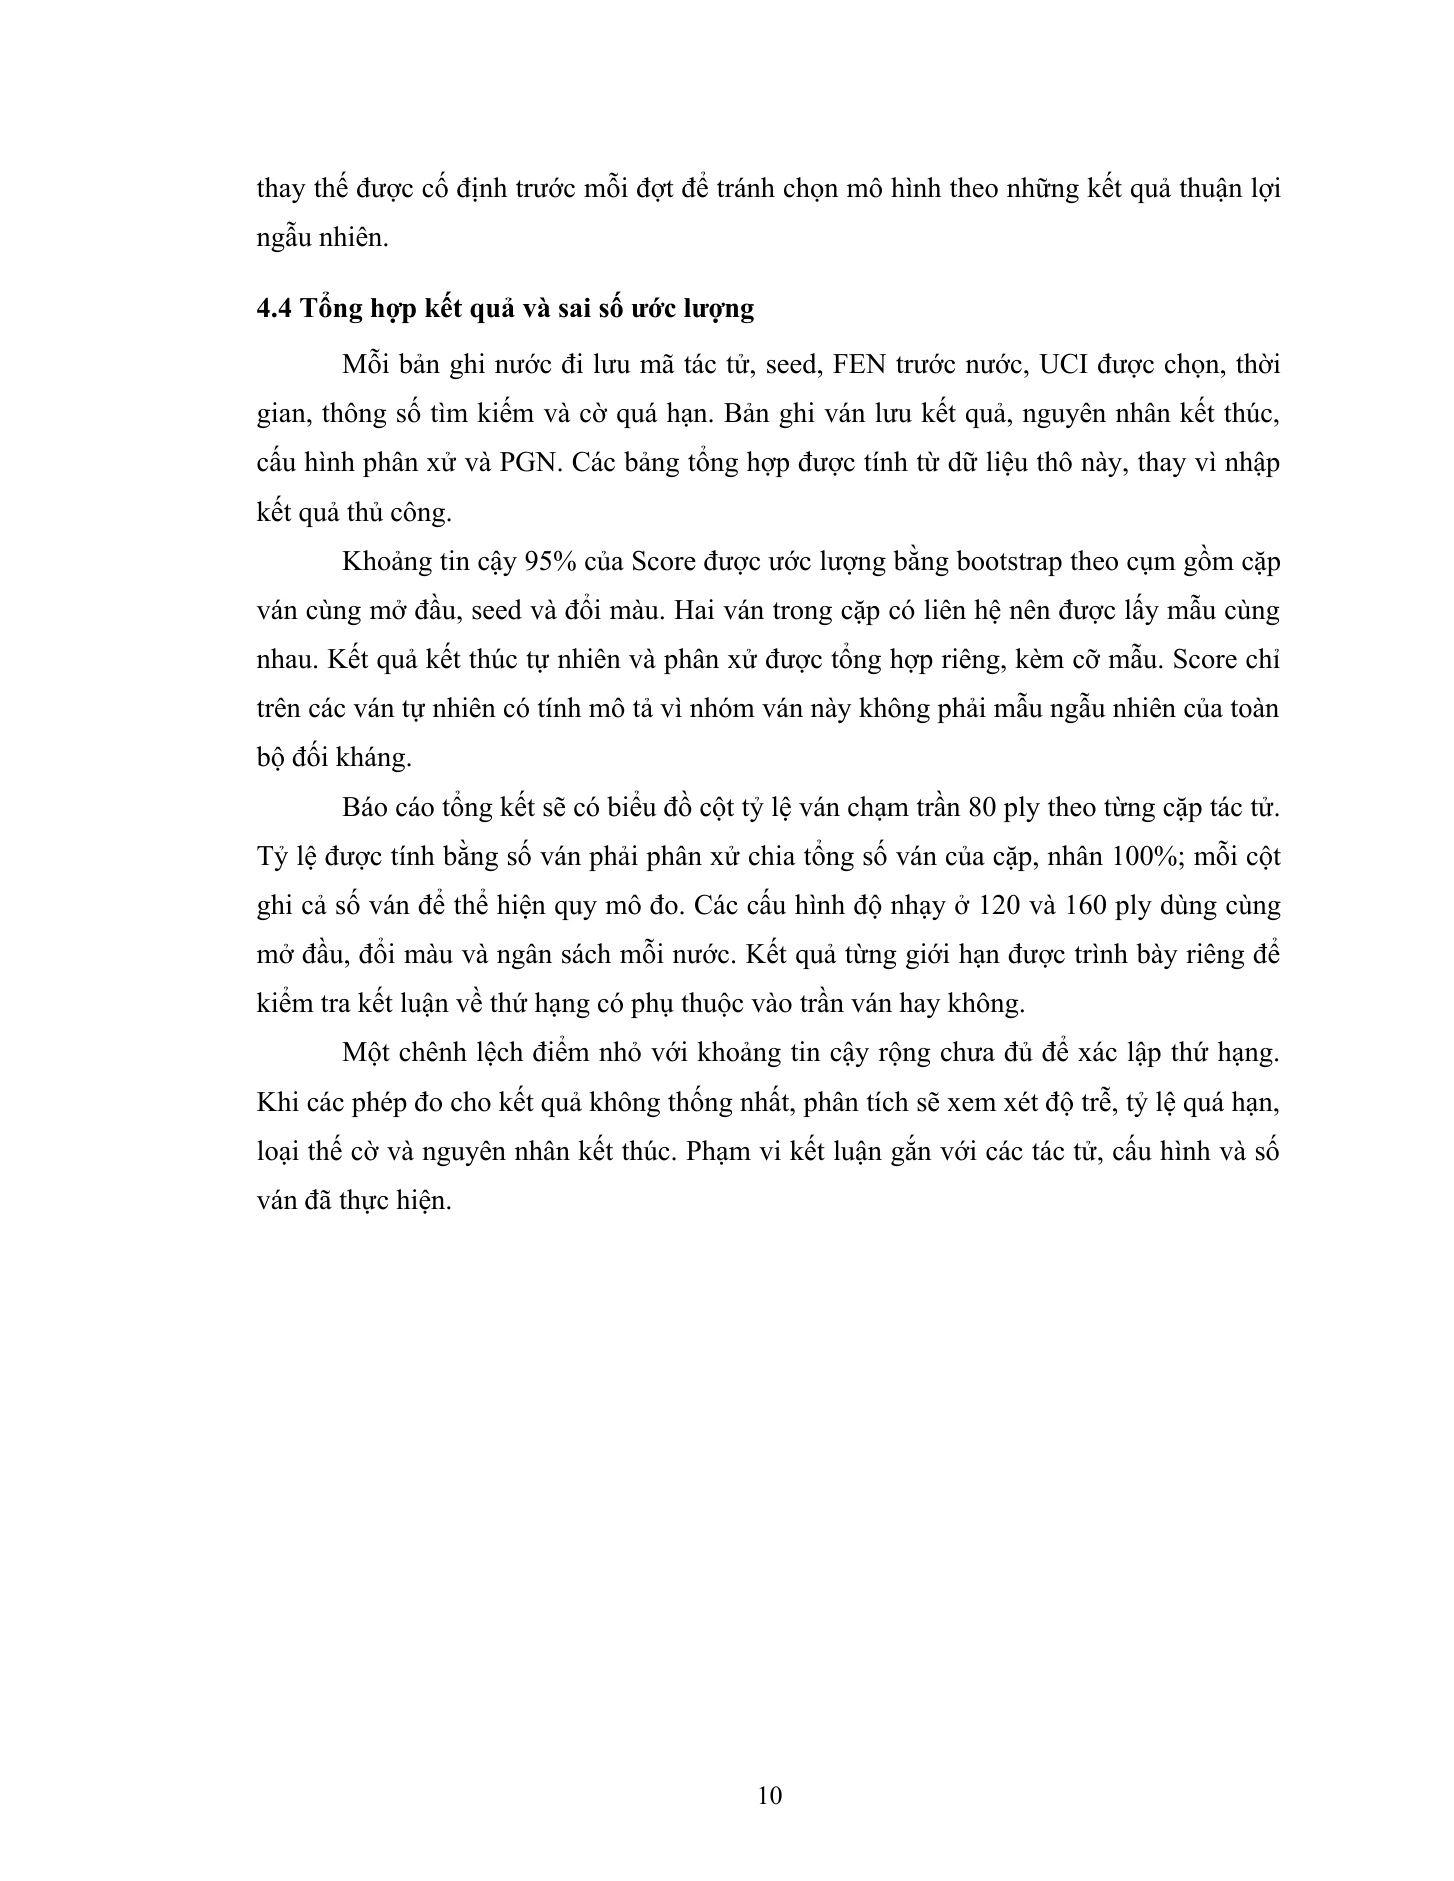 thay thế được cố định trước mỗi đợt để tránh chọn mô hình theo những kết quả thuận lợi
ngẫu nhiên.
4.4 Tổng hợp kết quả và sai số ước lượng
Mỗi bản ghi nước đi lưu mã tác tử, seed, FEN trước nước, UCI được chọn, thời
gian, thông số tìm kiếm và cờ quá hạn. Bản ghi ván lưu kết quả, nguyên nhân kết thúc,
cấu hình phân xử và PGN. Các bảng tổng hợp được tính từ dữ liệu thô này, thay vì nhập
kết quả thủ công.
Khoảng tin cậy 95% của Score được ước lượng bằng bootstrap theo cụm gồm cặp
ván cùng mở đầu, seed và đổi màu. Hai ván trong cặp có liên hệ nên được lấy mẫu cùng
nhau. Kết quả kết thúc tự nhiên và phân xử được tổng hợp riêng, kèm cỡ mẫu. Score chỉ
trên các ván tự nhiên có tính mô tả vì nhóm ván này không phải mẫu ngẫu nhiên của toàn
bộ đối kháng.
Báo cáo tổng kết sẽ có biểu đồ cột tỷ lệ ván chạm trần 80 ply theo từng cặp tác tử.
Tỷ lệ được tính bằng số ván phải phân xử chia tổng số ván của cặp, nhân 100%; mỗi cột
ghi cả số ván để thể hiện quy mô đo. Các cấu hình độ nhạy ở 120 và 160 ply dùng cùng
mở đầu, đổi màu và ngân sách mỗi nước. Kết quả từng giới hạn được trình bày riêng để
kiểm tra kết luận về thứ hạng có phụ thuộc vào trần ván hay không.
Một chênh lệch điểm nhỏ với khoảng tin cậy rộng chưa đủ để xác lập thứ hạng.
Khi các phép đo cho kết quả không thống nhất, phân tích sẽ xem xét độ trễ, tỷ lệ quá hạn,
loại thế cờ và nguyên nhân kết thúc. Phạm vi kết luận gắn với các tác tử, cấu hình và số
ván đã thực hiện.
10